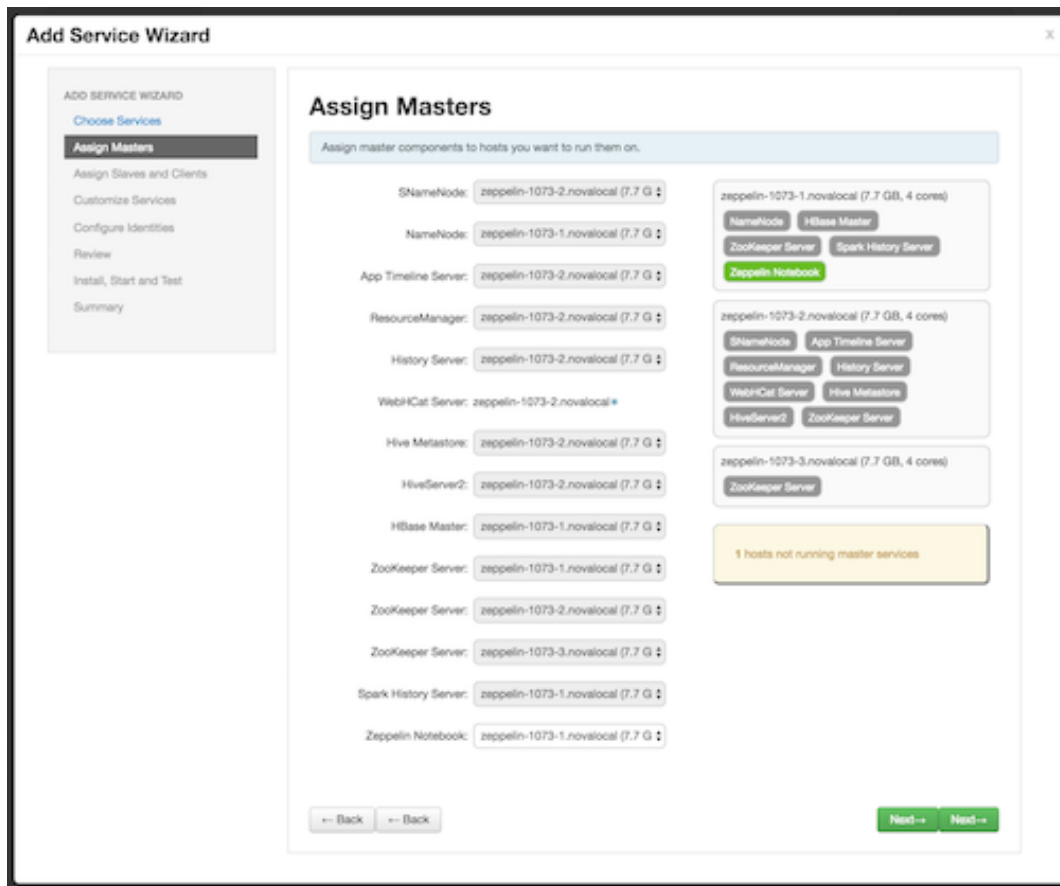 Add Service Wizard
x
ADD SERVICE WIZARD
Choose Services
Assign Masters
Assign Slaves and Clients
Customize Services
Configure Identities
Review
Install, Start and Test
Summary
Assign Masters
Assign master components to hosts you want to run them on.
SNameNode: zeppelin-1073-2.novalocal (7.7 G
NameNode: zeppelin-1073-1.novalocal (7.7 G
App Timeline Server: zeppelin-1073-2.novalocal (7.7 G
ResourceManager: zeppelin-1073-2.novalocal (7.7 G
History Server: zeppelin-1073-2.novalocal (7.7 G
WebHCat Server: zeppelin-1073-2.novalocal*
Hive Metastore: zeppelin-1073-2.novalocal (7.7 G
HiveServer2: zeppelin-1073-2.novalocal (7.7 G
HBase Master: zeppelin-1073-1.novalocal (7.7 G
ZooKeeper Server: zeppelin-1073-1.novalocal (7.7 G
ZooKeeper Server: zeppelin-1073-2.novalocal (7.7 G
ZooKeeper Server: zeppelin-1073-3.novalocal (7.7 G
Spark History Server: zeppelin-1073-1.novalocal (7.7 G
Zeppelin Notebook: zeppelin-1073-1.novalocal (7.7 G
zeppelin-1073-1.novalocal (7.7 GB, 4 cores)
NameNode HBase Master
ZooKeeper Server Spark History Server
Zeppelin Notebook
zeppelin-1073-2.novalocal (7.7 GB, 4 cores)
SNameNode App Timeline Server
ResourceManager History Server
WebHCat Server Hive Metastore
HiveServer2 ZooKeeper Server
zeppelin-1073-3.novalocal (7.7 GB, 4 cores)
ZooKeeper Server
1 hosts not running master services
← Back ← Back Next→ Next→